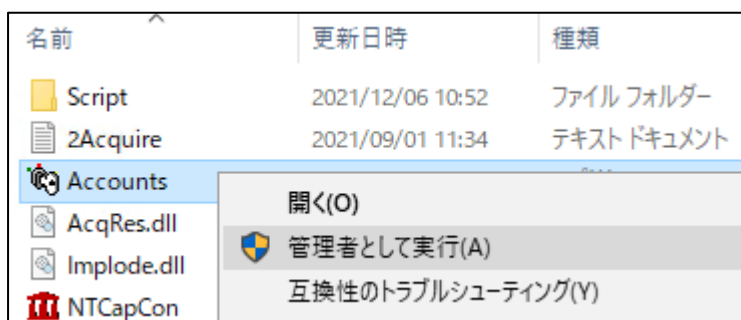 名前 更新日時 種類
Script 2021/12/06 10:52 ファイル フォルダー
2Acquire 2021/09/01 11:34 テキスト ドキュメント
Accounts
開く(O)
AcqRes.dll
管理者として実行(A)
Implode.dll
互換性のトラブルシューティング(Y)
NTCapCon